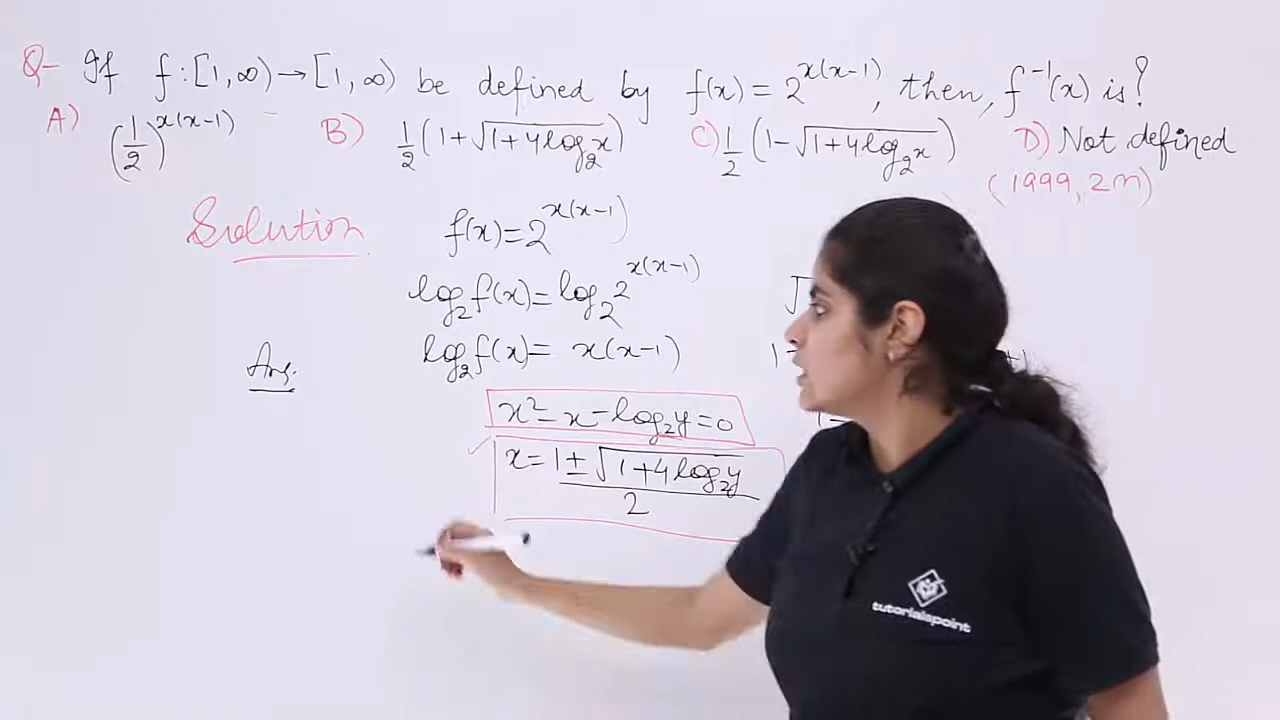 Q- If f:[1,∞)→[1,∞) be defined by f(x)=2^{x(x-1)}, then, f^{-1}(x) is?
A) (1/2)^{x(x-1)} B) 1/2(1+√(1+4log₂x)) C) 1/2(1-√(1+4log₂x)) D) Not defined
(1999, 2m)
Solution f(x)=2^{x(x-1)}
log₂f(x)=log₂2^{x(x-1)}
log₂f(x)= x(x-1)
Ans.
x²-x-log₂y=0
x=1±√(1+4log₂y)/2
tutorialspoint